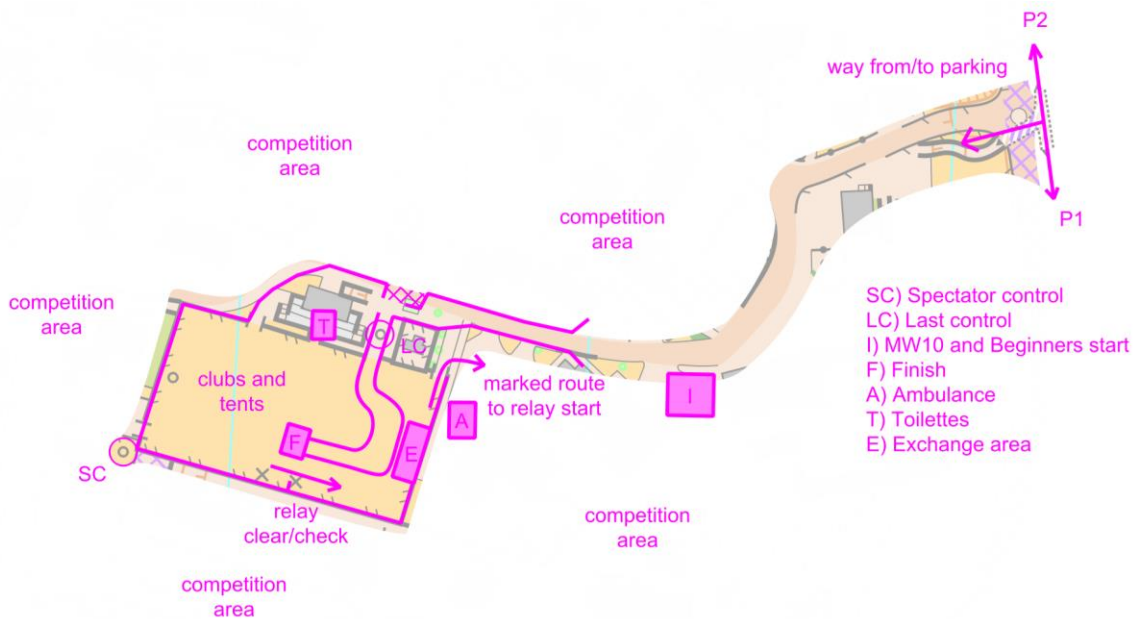 P2
way from/to parking
competition
area
P1
competition
area
competition
area
SC) Spectator control
LC) Last control
I) MW10 and Beginners start
F) Finish
A) Ambulance
T) Toilettes
E) Exchange area
T
LC
clubs and
tents
marked route
to relay start
I
A
F
E
SC
relay
clear/check
competition
area
competition
area